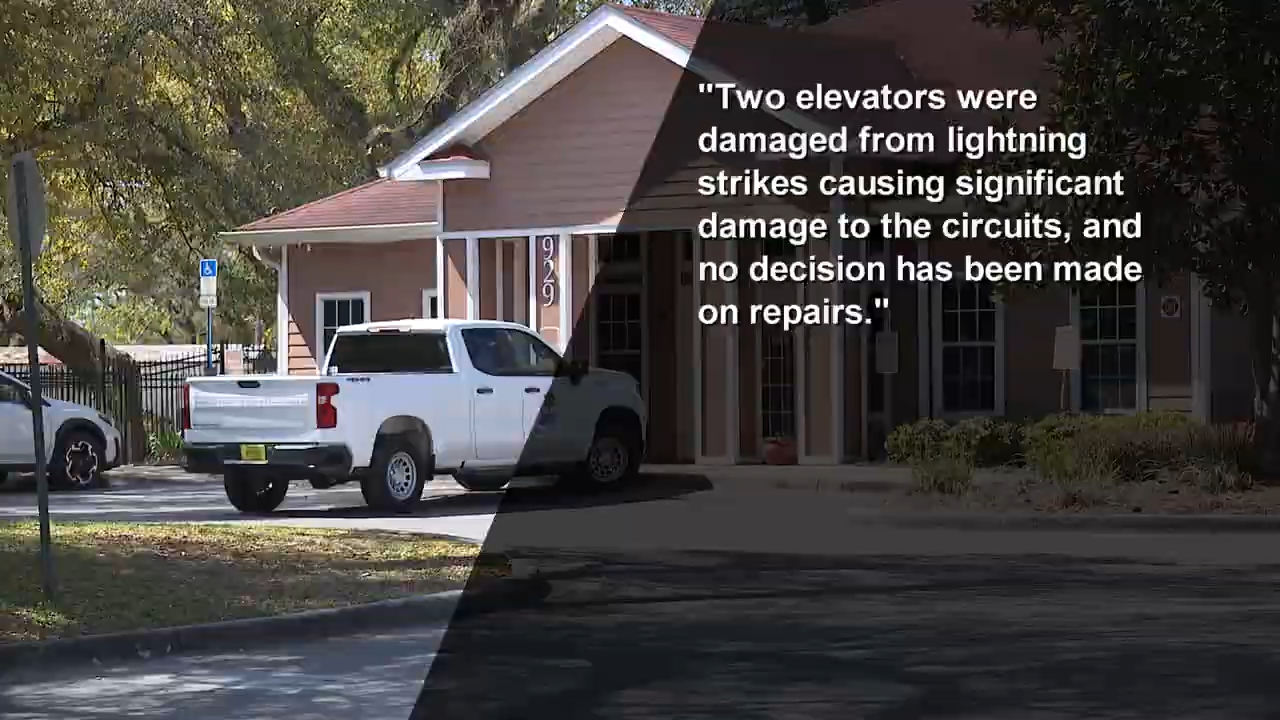 "Two elevators were
damaged from lightning
strikes causing significant
damage to the circuits, and
no decision has been made
on repairs."
929